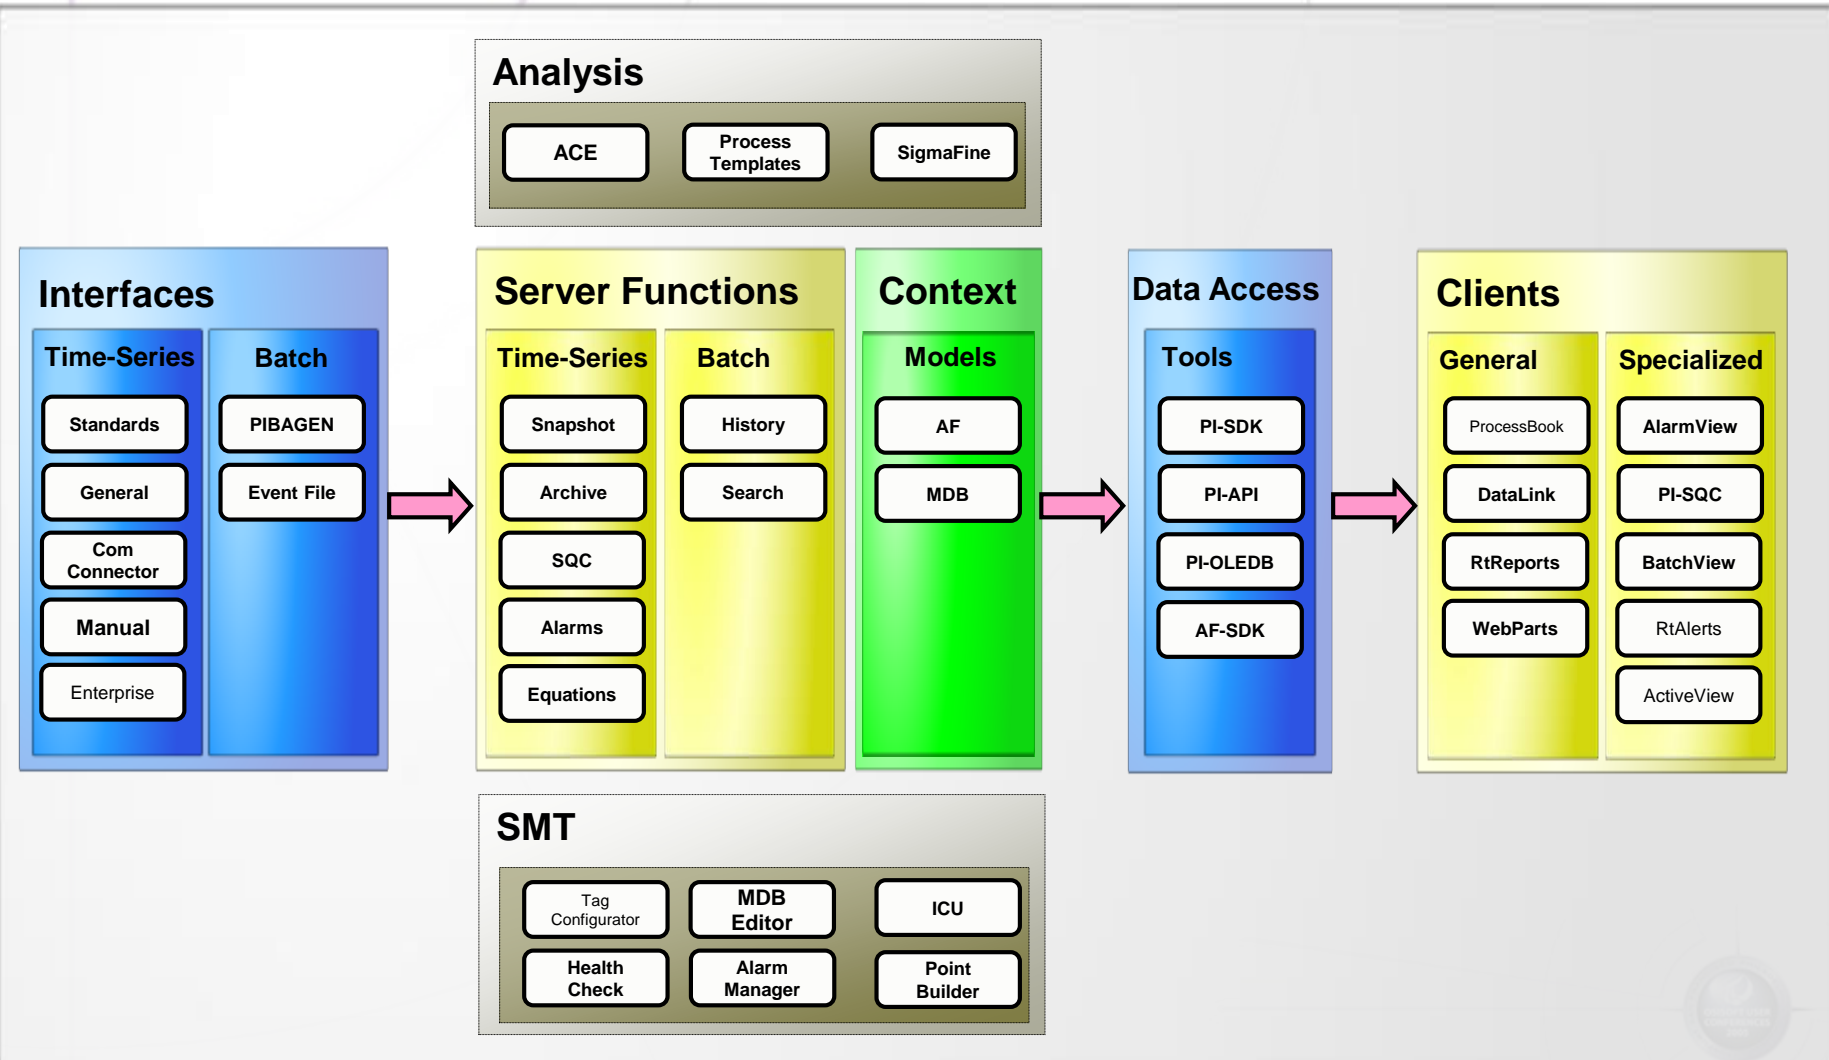 Analysis
ACE
Process
Templates
SigmaFine
Interfaces
Time-Series
Standards
General
Com
Connector
Manual
Enterprise
Batch
PIBAGEN
Event File
Server Functions
Time-Series
Snapshot
Archive
SQC
Alarms
Equations
Batch
History
Search
Context
Models
AF
MDB
Data Access
Tools
PI-SDK
PI-API
PI-OLEDB
AF-SDK
Clients
General
ProcessBook
DataLink
RtReports
WebParts
Specialized
AlarmView
PI-SQC
BatchView
RtAlerts
ActiveView
SMT
Tag
Configurator
MDB
Editor
ICU
Health
Check
Alarm
Manager
Point
Builder